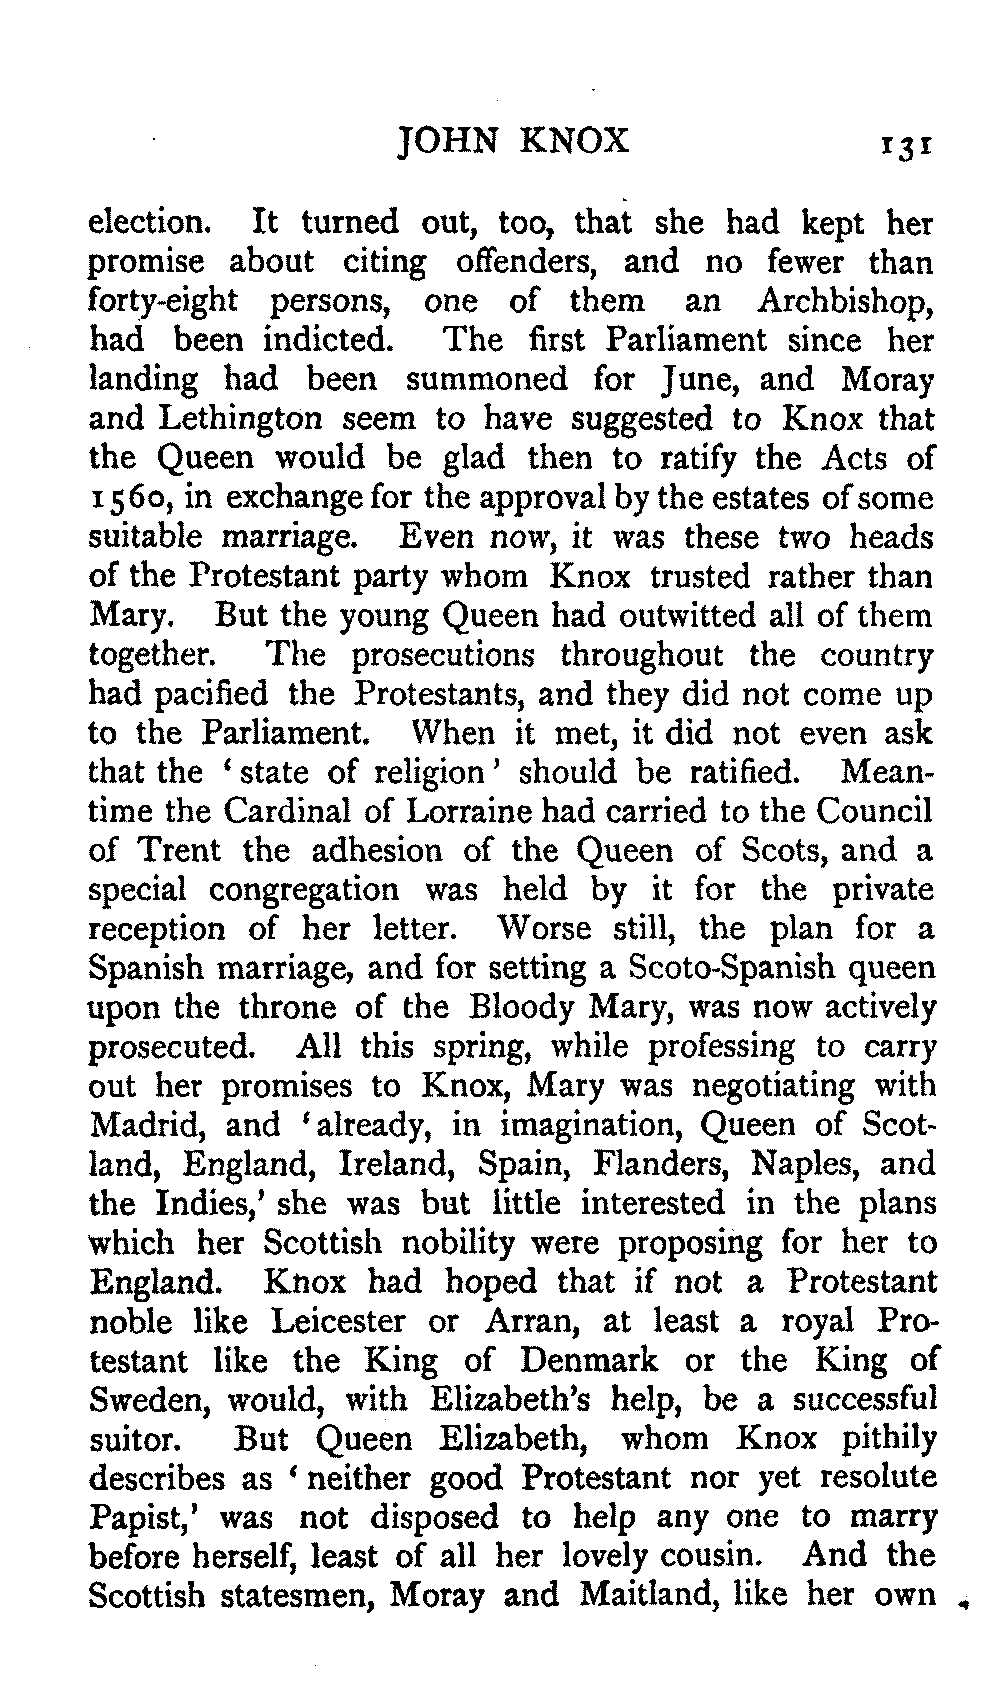 JOHN KNOX 131
election. It turned out, too, that she had kept her
promise about citing offenders, and no fewer than
forty-eight persons, one of them an Archbishop,
had been indicted. The first Parliament since her
landing had been summoned for June, and Moray
and Lethington seem to have suggested to Knox that
the Queen would be glad then to ratify the Acts of
1560, in exchange for the approval by the estates of some
suitable marriage. Even now, it was these two heads
of the Protestant party whom Knox trusted rather than
Mary. But the young Queen had outwitted all of them
together. The prosecutions throughout the country
had pacified the Protestants, and they did not come up
to the Parliament. When it met, it did not even ask
that the ‘state of religion’ should be ratified. Mean-
time the Cardinal of Lorraine had carried to the Council
of Trent the adhesion of the Queen of Scots, and a
special congregation was held by it for the private
reception of her letter. Worse still, the plan for a
Spanish marriage, and for setting a Scoto-Spanish queen
upon the throne of the Bloody Mary, was now actively
prosecuted. All this spring, while professing to carry
out her promises to Knox, Mary was negotiating with
Madrid, and ‘already, in imagination, Queen of Scot-
land, England, Ireland, Spain, Flanders, Naples, and
the Indies,’ she was but little interested in the plans
which her Scottish nobility were proposing for her to
England. Knox had hoped that if not a Protestant
noble like Leicester or Arran, at least a royal Pro-
testant like the King of Denmark or the King of
Sweden, would, with Elizabeth’s help, be a successful
suitor. But Queen Elizabeth, whom Knox pithily
describes as ‘neither good Protestant nor yet resolute
Papist,’ was not disposed to help any one to marry
before herself, least of all her lovely cousin. And the
Scottish statesmen, Moray and Maitland, like her own